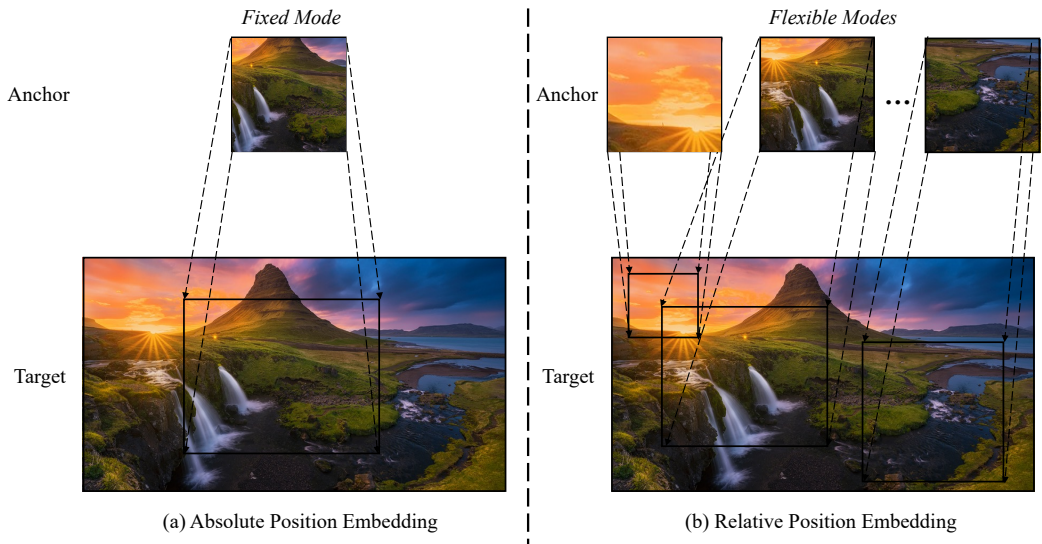 Fixed Mode
Anchor
Target
(a) Absolute Position Embedding
Flexible Modes
Anchor
...
Target
(b) Relative Position Embedding